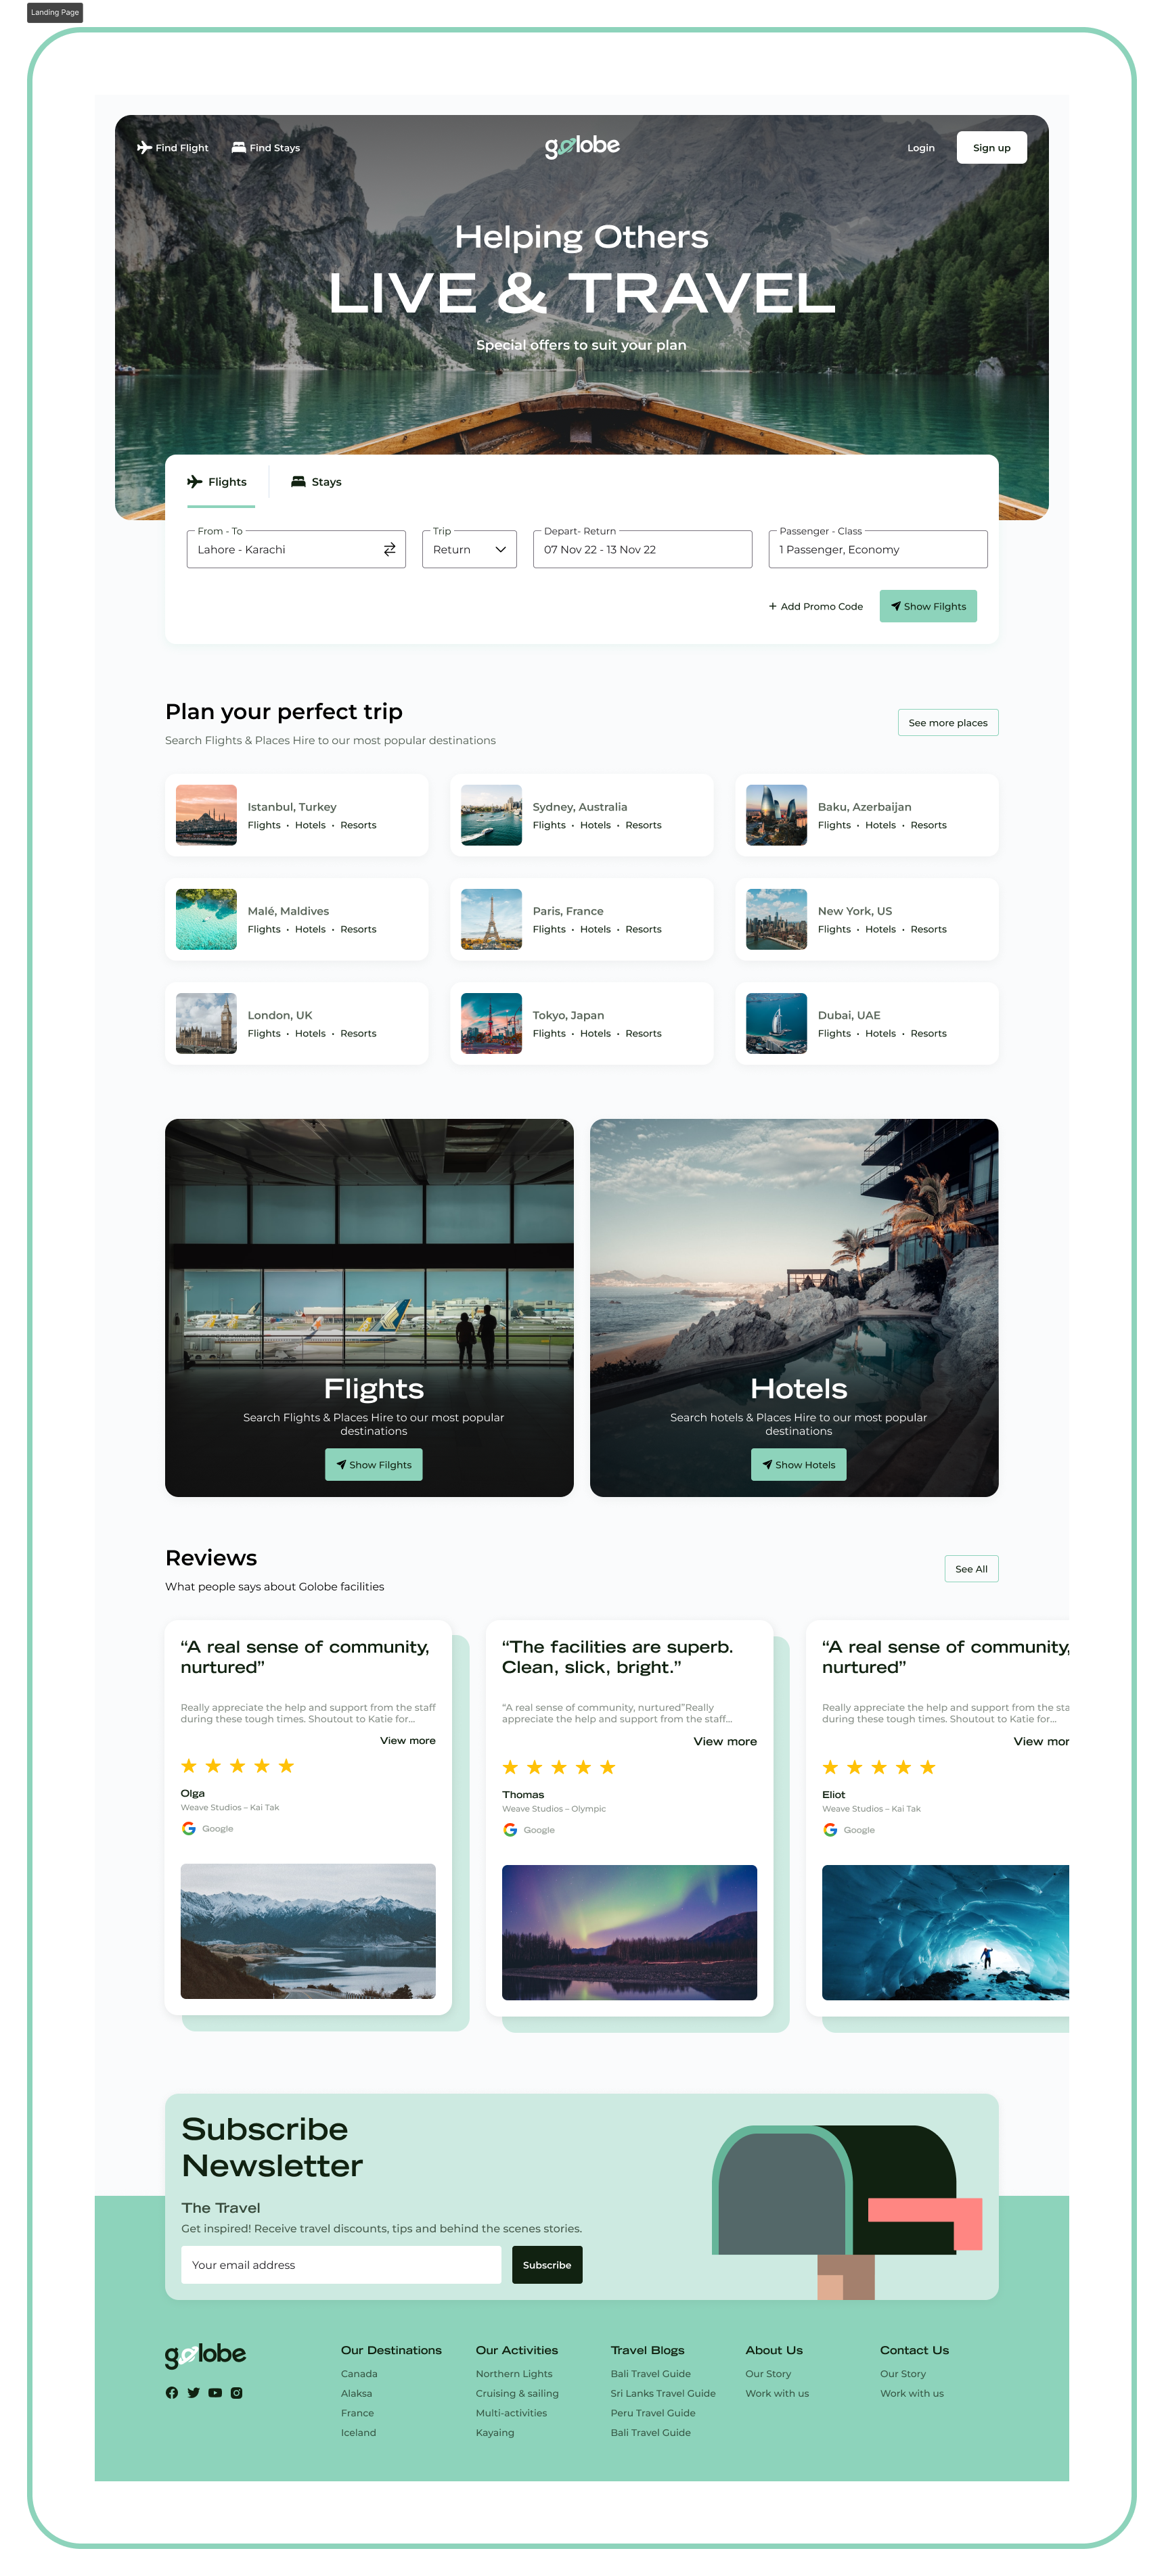 Landing Page
Find Flight
Find Stays
golobe
Login
Sign up
Helping Others
LIVE & TRAVEL
Special offers to suit your plan
Flights
Stays
From - To
Lahore - Karachi
Trip
Return
Depart- Return
07 Nov 22 - 13 Nov 22
Passenger - Class
1 Passenger, Economy
+ Add Promo Code
Show Filghts
Plan your perfect trip
Search Flights & Places Hire to our most popular destinations
See more places
Istanbul, Turkey
Flights • Hotels • Resorts
Sydney, Australia
Flights • Hotels • Resorts
Baku, Azerbaijan
Flights • Hotels • Resorts
Malé, Maldives
Flights • Hotels • Resorts
Paris, France
Flights • Hotels • Resorts
New York, US
Flights • Hotels • Resorts
London, UK
Flights • Hotels • Resorts
Tokyo, Japan
Flights • Hotels • Resorts
Dubai, UAE
Flights • Hotels • Resorts
Flights
Search Flights & Places Hire to our most popular
destinations
Show Filghts
Hotels
Search hotels & Places Hire to our most popular
destinations
Show Hotels
Reviews
What people says about Golobe facilities
See All
“A real sense of community,
nurtured”
Really appreciate the help and support from the staff
during these tough times. Shoutout to Katie for...
View more
Olga
Weave Studios – Kai Tak
Google
“The facilities are superb.
Clean, slick, bright.”
“A real sense of community, nurtured”Really
appreciate the help and support from the staff...
View more
Thomas
Weave Studios – Olympic
Google
“A real sense of community,
nurtured”
Really appreciate the help and support from the sta
during these tough times. Shoutout to Katie for...
View mor
Eliot
Weave Studios – Kai Tak
Google
Subscribe
Newsletter
The Travel
Get inspired! Receive travel discounts, tips and behind the scenes stories.
Your email address
Subscribe
golobe
Our Destinations
Canada
Alaksa
France
Iceland
Our Activities
Northern Lights
Cruising & sailing
Multi-activities
Kayaing
Travel Blogs
Bali Travel Guide
Sri Lanks Travel Guide
Peru Travel Guide
Bali Travel Guide
About Us
Our Story
Work with us
Contact Us
Our Story
Work with us